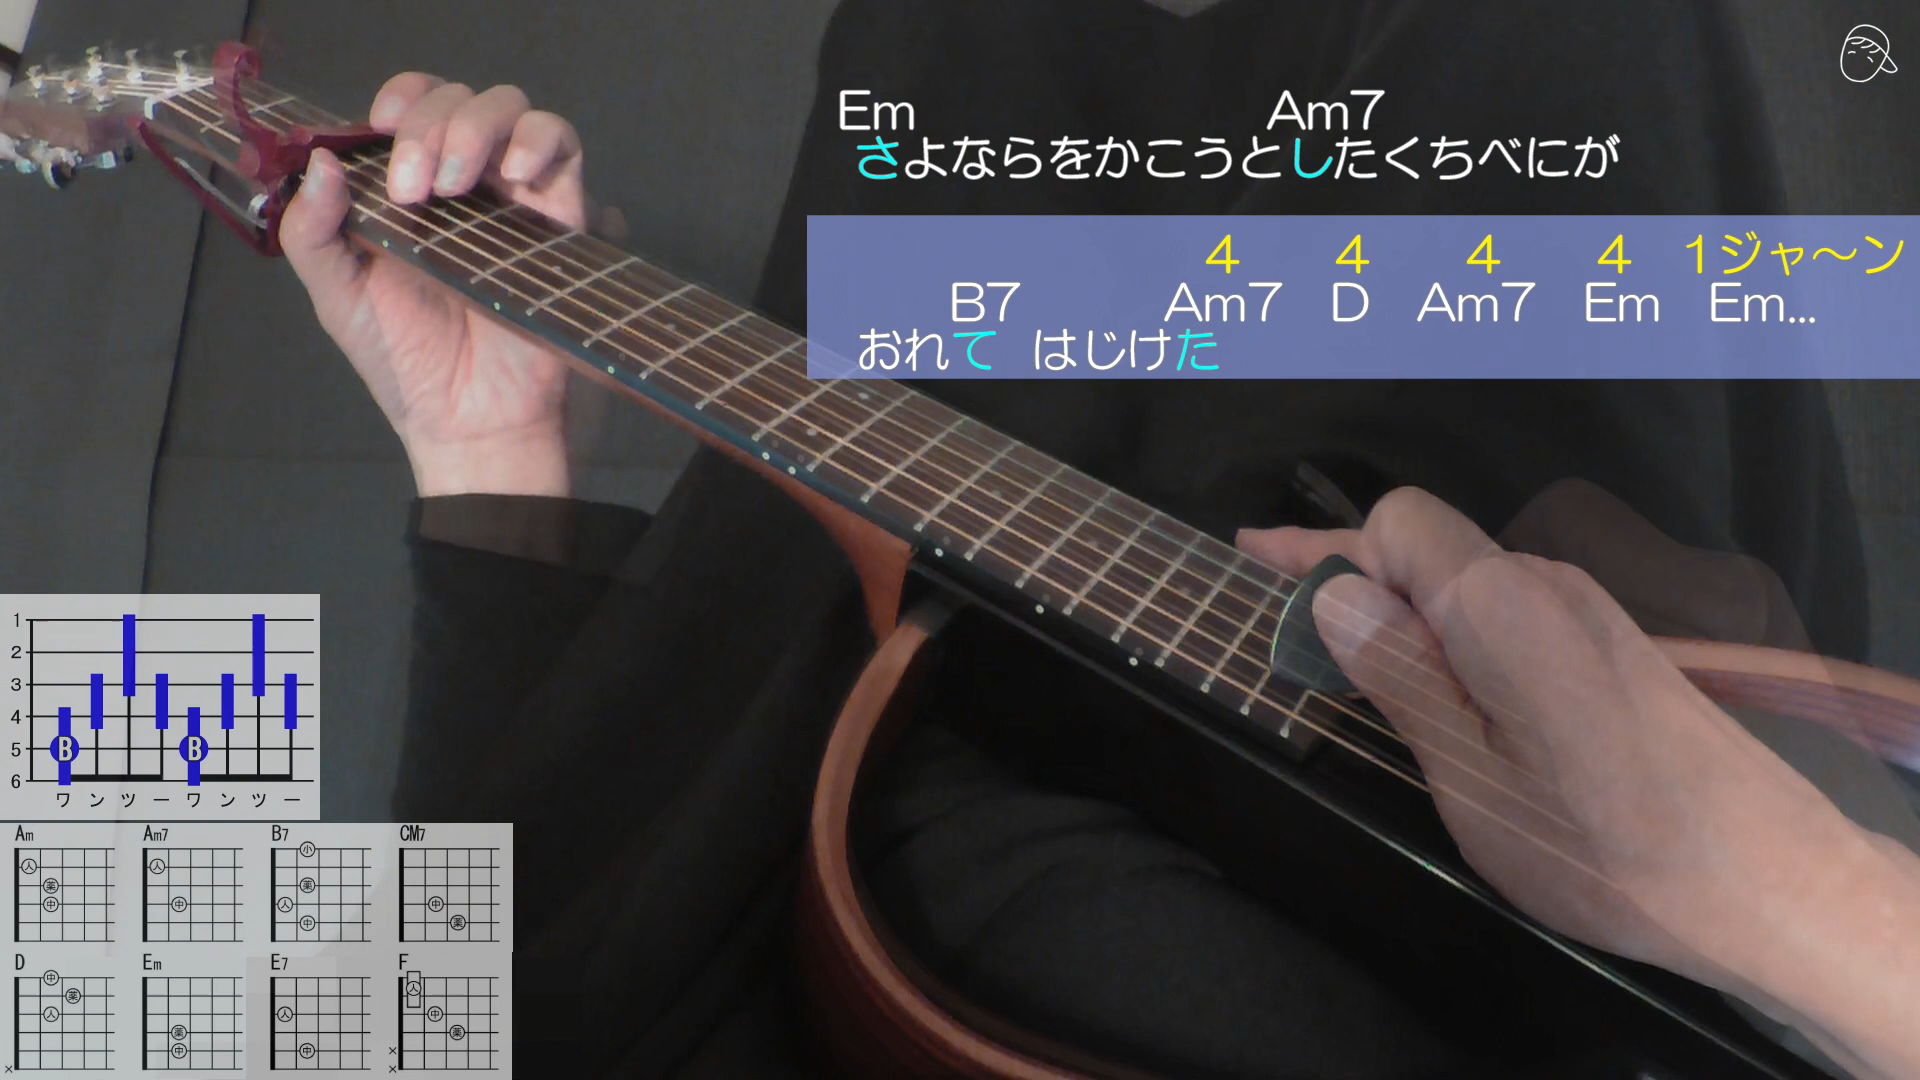 Em Am7
さよならをかこうとしたくちべにが
4 4 4 4 1ジャ〜ン
B7 Am7 D Am7 Em Em...
おれて はじけた
1
2
3
4
5
6
B B
ワ ン ツ ー ワ ン ツ ー
Am Am7 B7 CM7
人 薬 中
人 中
小 薬 人 中
中 薬
D Em E7 F
中 薬 人 ×
薬 中
人 中
人 中 薬 × ×